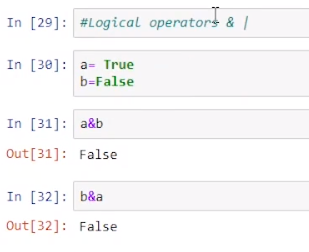 In [29]: #Logical operators & |
In [30]: a= True
b=False
In [31]: a&b
Out[31]: False
In [32]: b&a
Out[32]: False